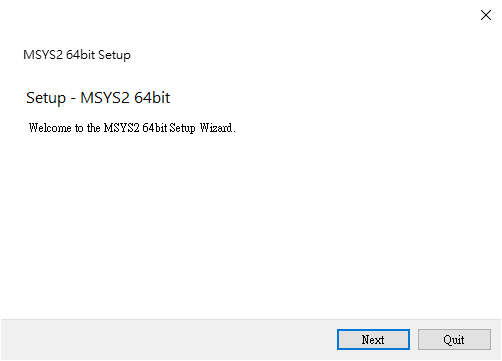 MSYS2 64bit Setup
Setup - MSYS2 64bit
Welcome to the MSYS2 64bit Setup Wizard.
Next
Quit